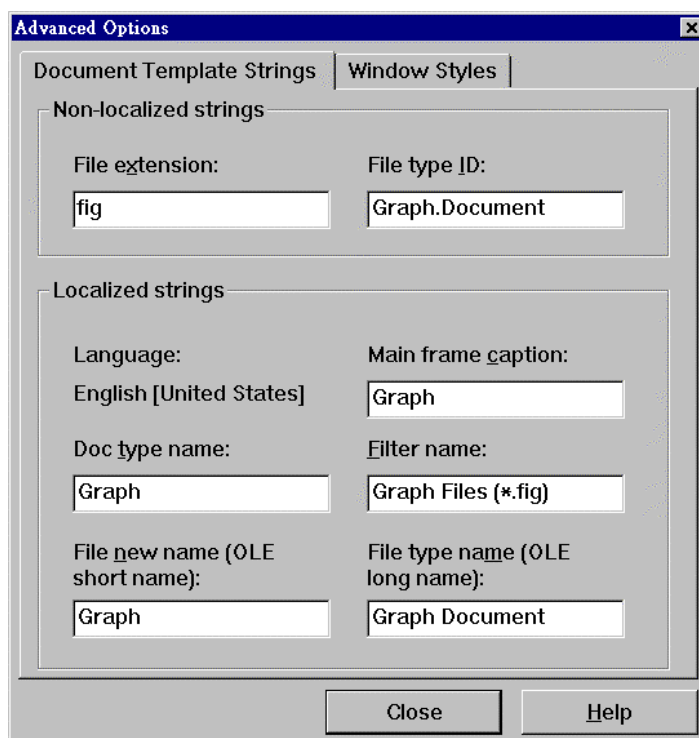 Advanced Options
Document Template Strings
Window Styles
Non-localized strings
File extension:
File type ID:
fig
Graph.Document
Localized strings
Language:
Main frame caption:
English [United States]
Graph
Doc type name:
Filter name:
Graph
Graph Files (*.fig)
File new name (OLE
short name):
File type name (OLE
long name):
Graph
Graph Document
Close
Help